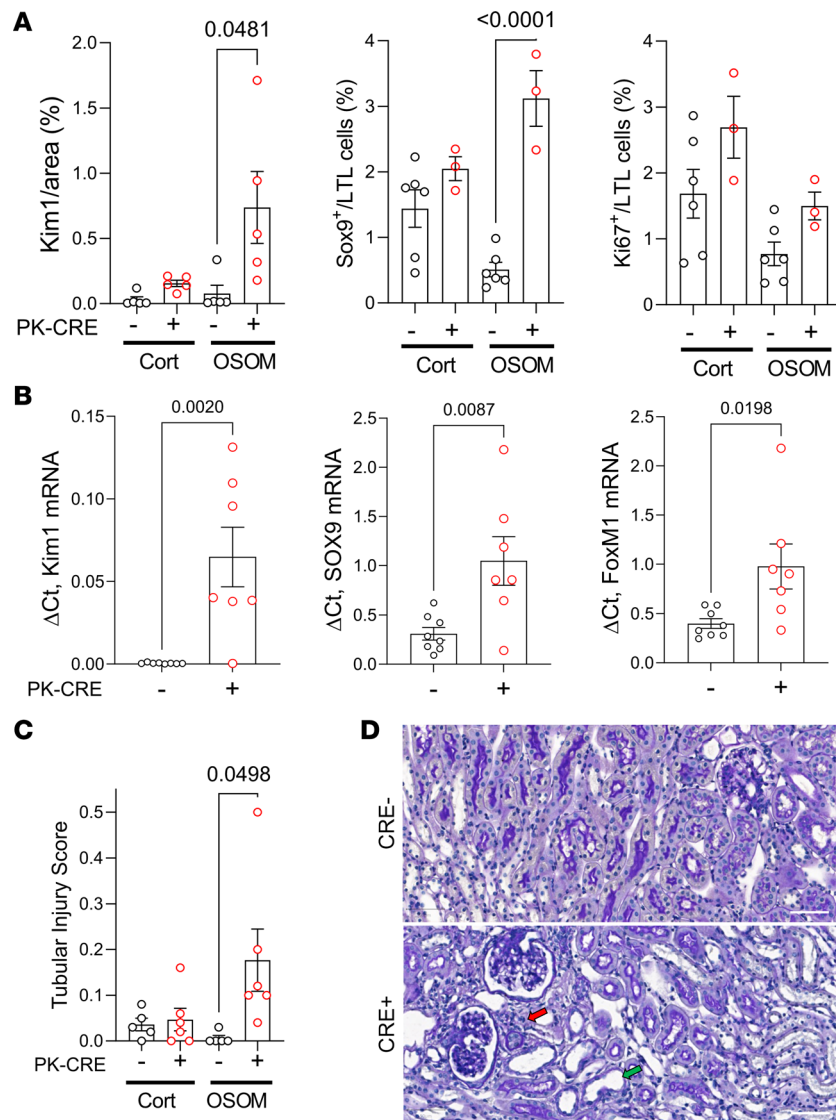 A
0.0481
<0.0001
Kim1/area (%)
2.0
1.5
1.0
0.5
0.0
Sox9+/LTL cells (%)
4
3
2
1
0
Ki67+/LTL cells (%)
4
3
2
1
0
PK-CRE - + - +
Cort OSOM
- + - +
Cort OSOM
- + - +
Cort OSOM
B
0.0020
0.0087
0.0198
ΔCt, Kim1 mRNA
0.15
0.10
0.05
0.00
ΔCt, SOX9 mRNA
2.5
2.0
1.5
1.0
0.5
0.0
ΔCt, FoxM1 mRNA
2.5
2.0
1.5
1.0
0.5
0.0
PK-CRE - +
- +
- +
C
0.0498
Tubular Injury Score
0.5
0.4
0.3
0.2
0.1
0.0
PK-CRE - + - +
Cort OSOM
D
CRE-
CRE+